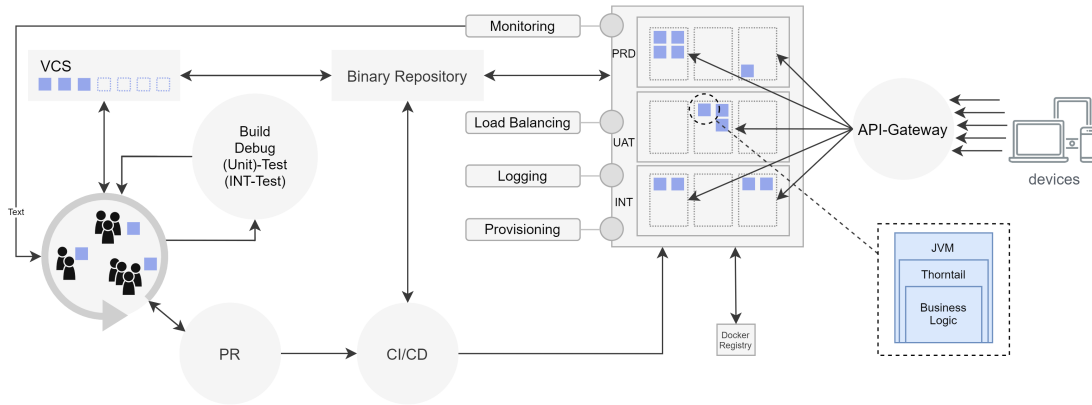 Monitoring
PRD
VCS
Binary Repository
Build
Debug
(Unit)-Test
(INT-Test)
Load Balancing
UAT
API-Gateway
devices
Logging
INT
Text
Provisioning
JVM
Thorntail
Business
Logic
Docker
Registry
PR
CI/CD